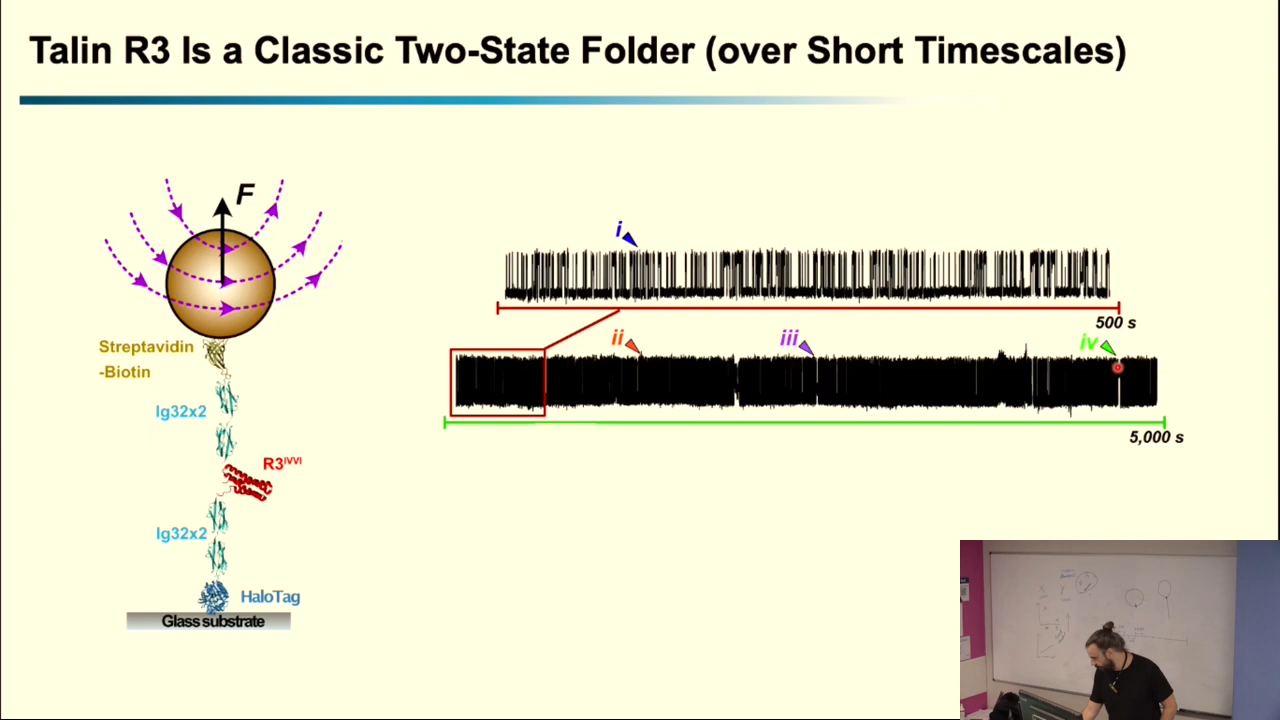 Talin R3 Is a Classic Two-State Folder (over Short Timescales)
F
Streptavidin
-Biotin
Ig32x2
R3ᴵⱽⱽᴵ
Ig32x2
HaloTag
Glass substrate
i
500 s
ii
iii
iv
5,000 s